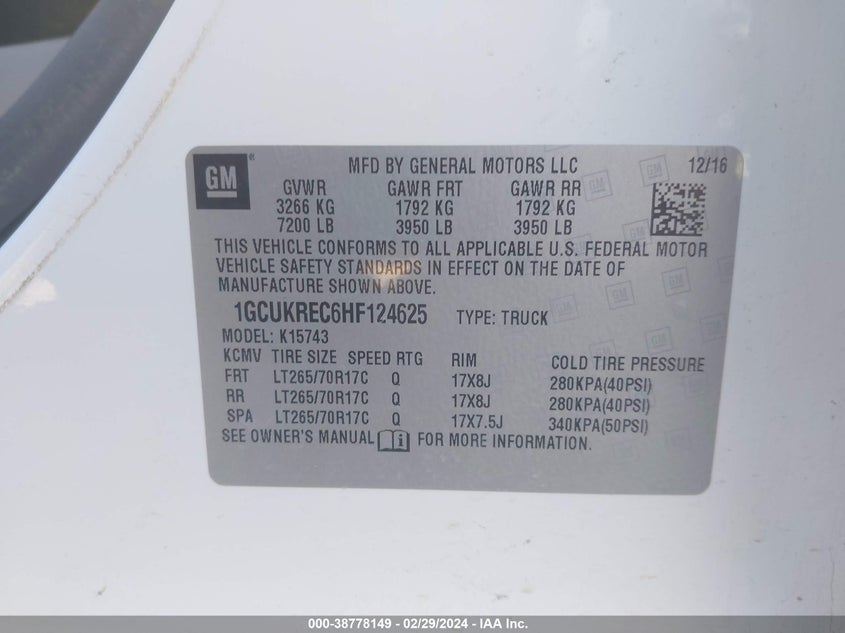 GM ® MFD BY GENERAL MOTORS LLC 12/16
GVWR GAWR FRT GAWR RR
3266 KG 1792 KG 1792 KG
7200 LB 3950 LB 3950 LB
THIS VEHICLE CONFORMS TO ALL APPLICABLE U.S. FEDERAL MOTOR
VEHICLE SAFETY STANDARDS IN EFFECT ON THE DATE OF
MANUFACTURE SHOWN ABOVE.
1GCUKREC6HF124625 TYPE: TRUCK
MODEL: K15743
KCMV TIRE SIZE SPEED RTG RIM COLD TIRE PRESSURE
FRT LT265/70R17C Q 17X8J 280KPA(40PSI)
RR LT265/70R17C Q 17X8J 280KPA(40PSI)
SPA LT265/70R17C Q 17X7.5J 340KPA(50PSI)
SEE OWNER'S MANUAL i FOR MORE INFORMATION.
000-38778149 - 02/29/2024 - IAA Inc.